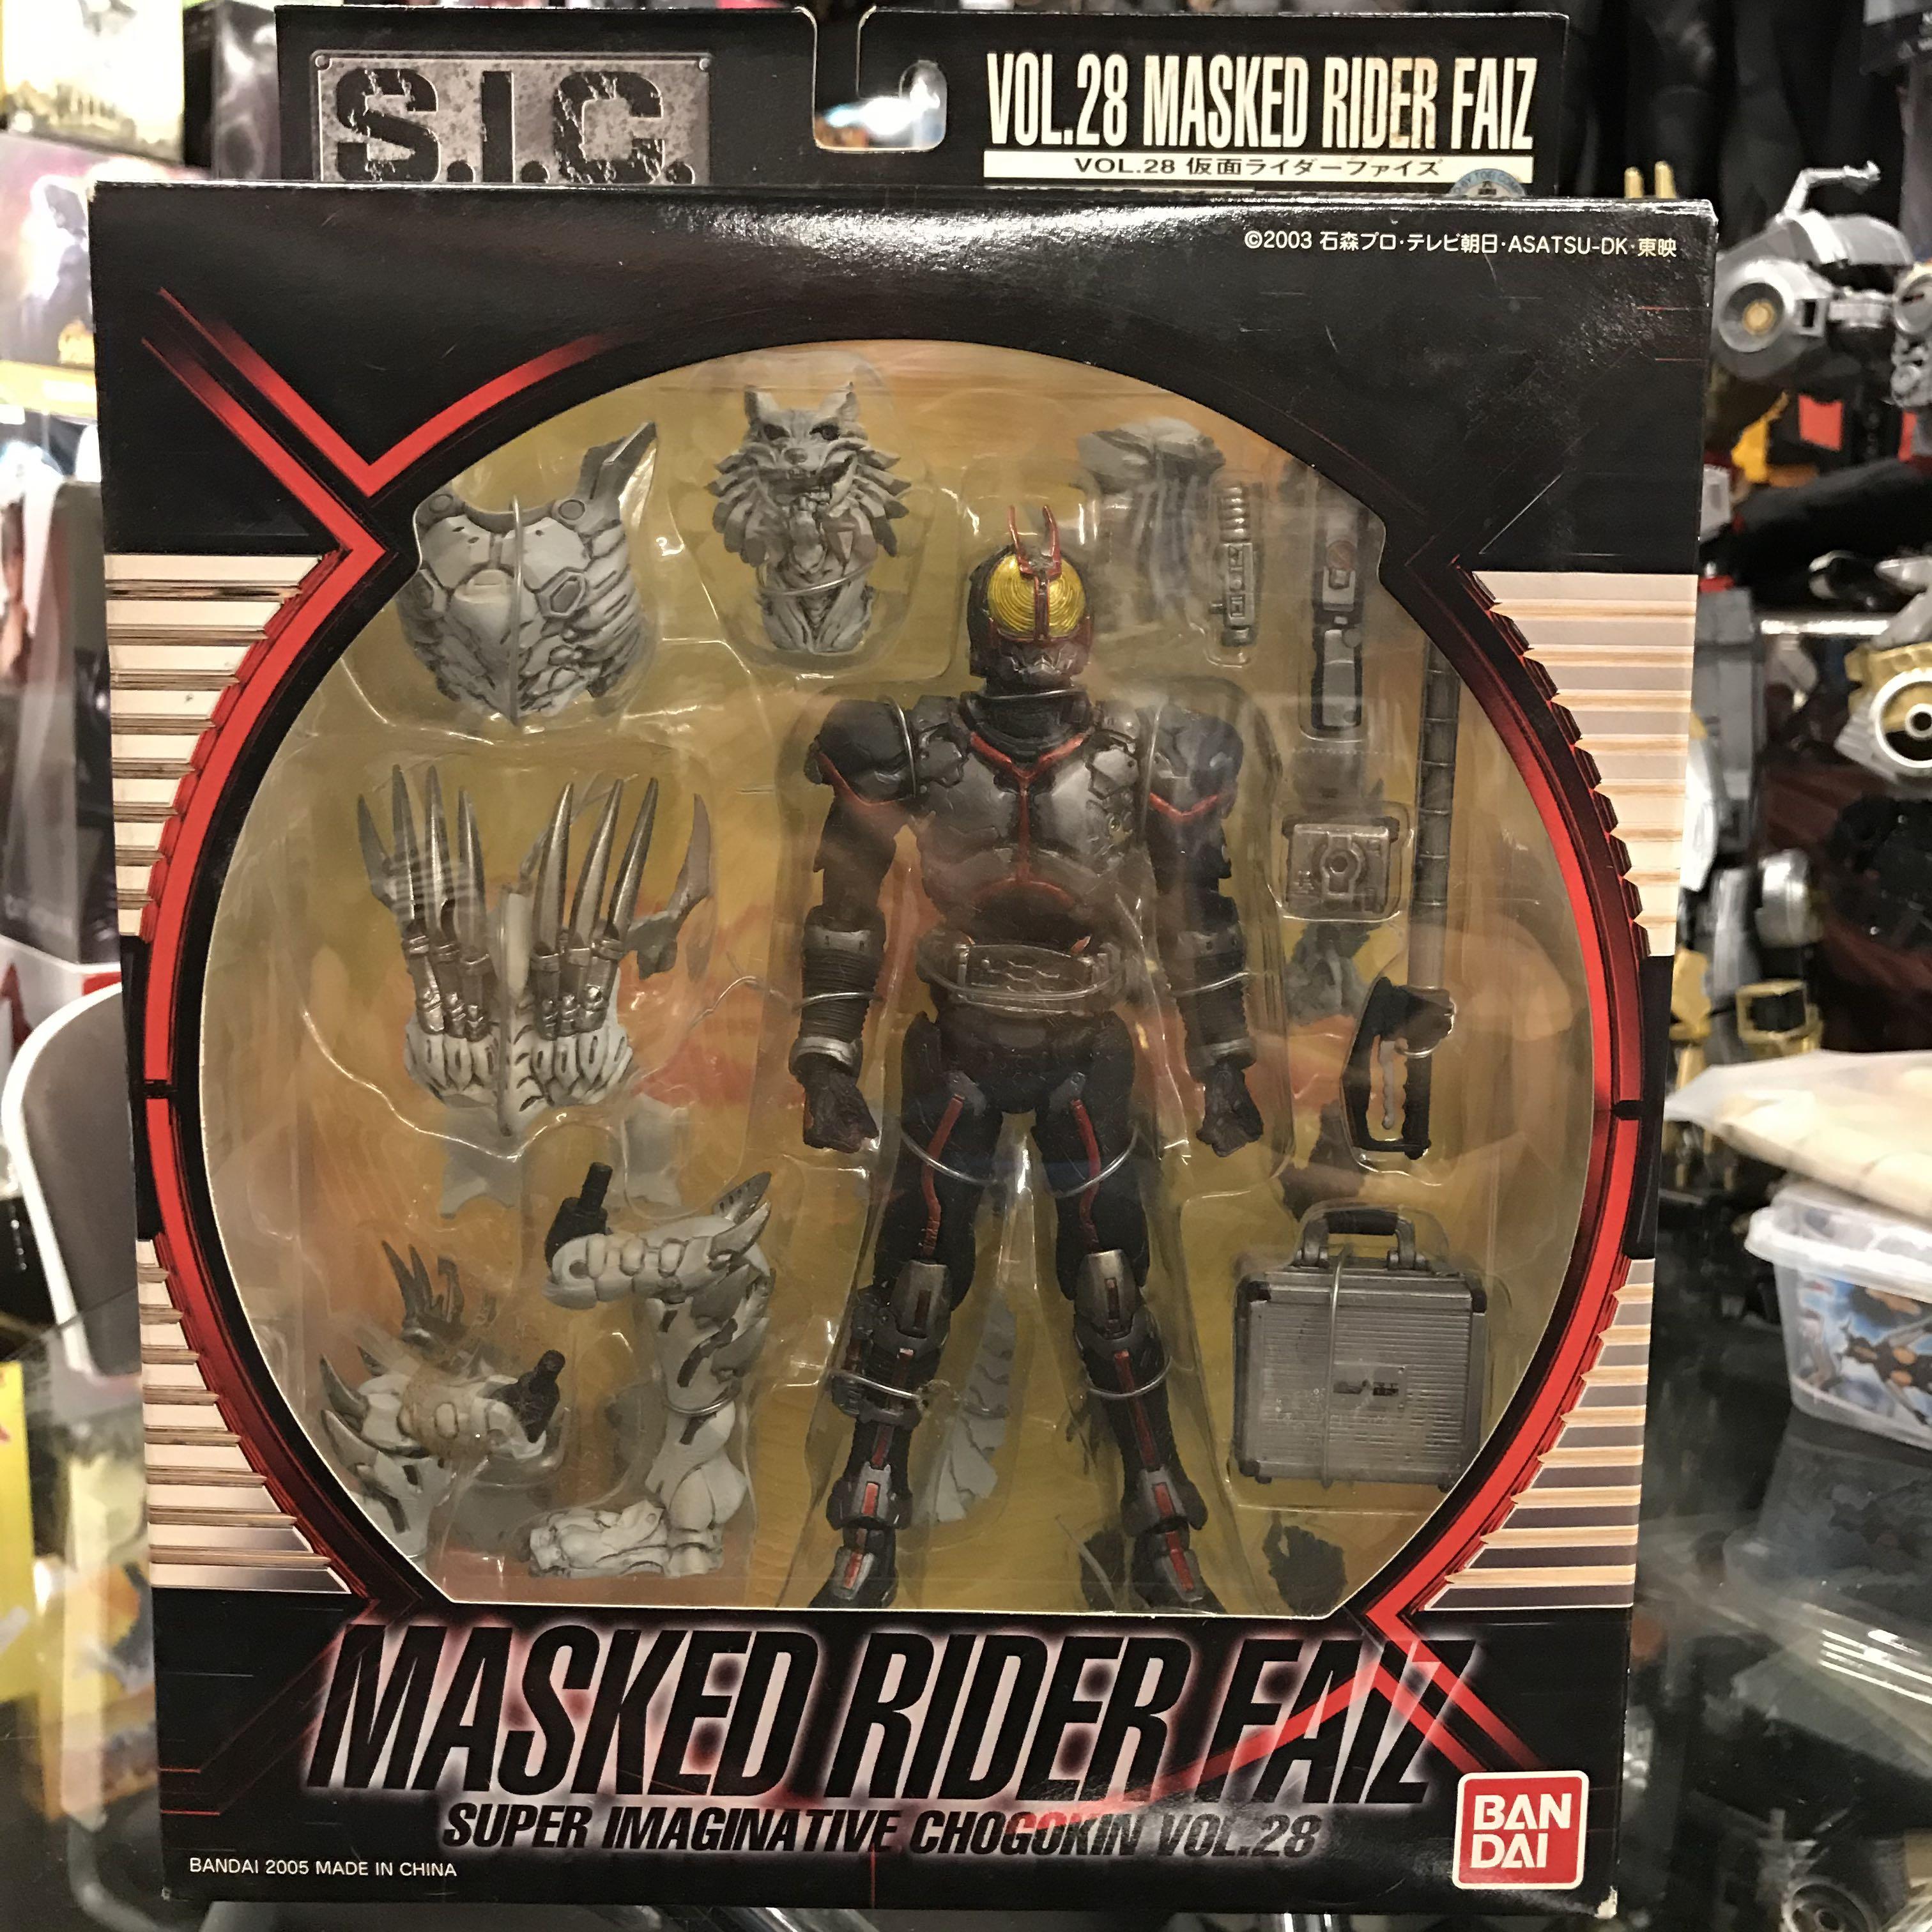 S.I.C.
VOL.28 MASKED RIDER FAIZ
VOL.28 仮面ライダーファイズ
©2003 石森プロ・テレビ朝日・ASATSU-DK・東映
MASKED RIDER FAIZ
SUPER IMAGINATIVE CHOGOKIN VOL.28
BANDAI 2005 MADE IN CHINA
BAN
DAI